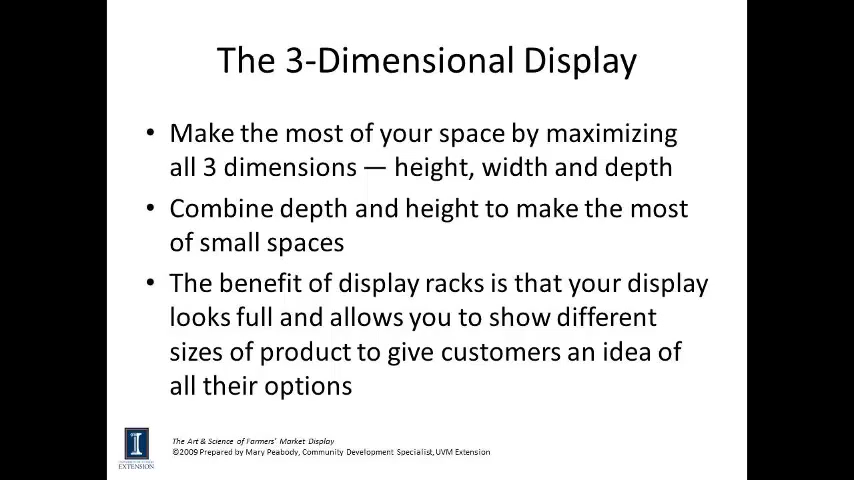 The 3-Dimensional Display
• Make the most of your space by maximizing
all 3 dimensions — height, width and depth
• Combine depth and height to make the most
of small spaces
• The benefit of display racks is that your display
looks full and allows you to show different
sizes of product to give customers an idea of
all their options
I
EXTENSION
The Art & Science of Farmers' Market Display
©2009 Prepared by Mary Peabody, Community Development Specialist, UVM Extension